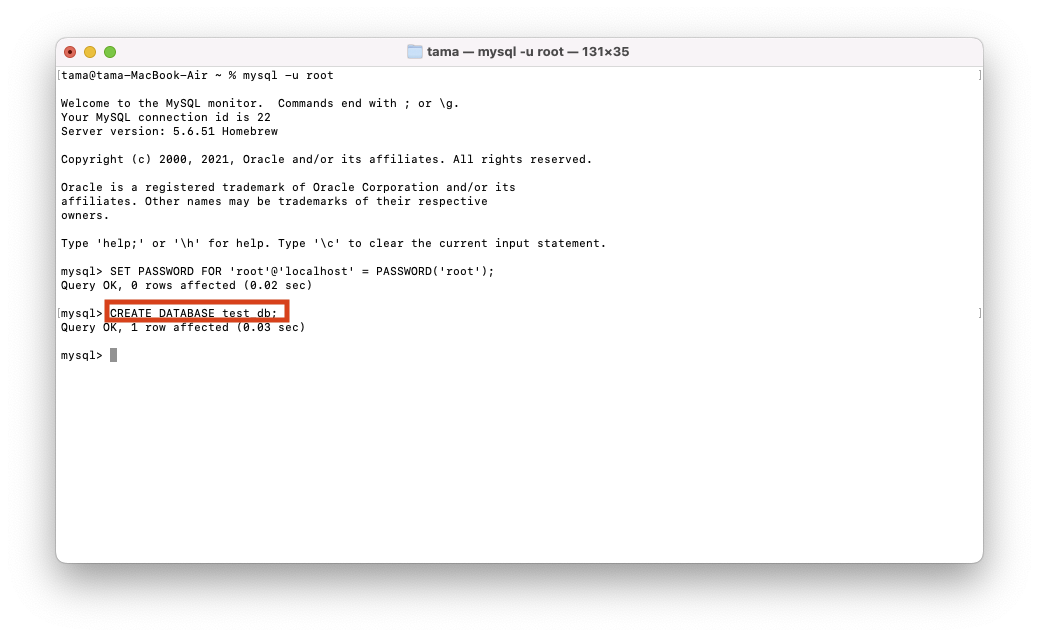 tama — mysql -u root — 131×35
[tama@tama-MacBook-Air ~ % mysql -u root ]
Welcome to the MySQL monitor.  Commands end with ; or \g.
Your MySQL connection id is 22
Server version: 5.6.51 Homebrew
Copyright (c) 2000, 2021, Oracle and/or its affiliates. All rights reserved.
Oracle is a registered trademark of Oracle Corporation and/or its
affiliates. Other names may be trademarks of their respective
owners.
Type 'help;' or '\h' for help. Type '\c' to clear the current input statement.
mysql> SET PASSWORD FOR 'root'@'localhost' = PASSWORD('root');
Query OK, 0 rows affected (0.02 sec)
[mysql> CREATE DATABASE test_db; ]
Query OK, 1 row affected (0.03 sec)
mysql>